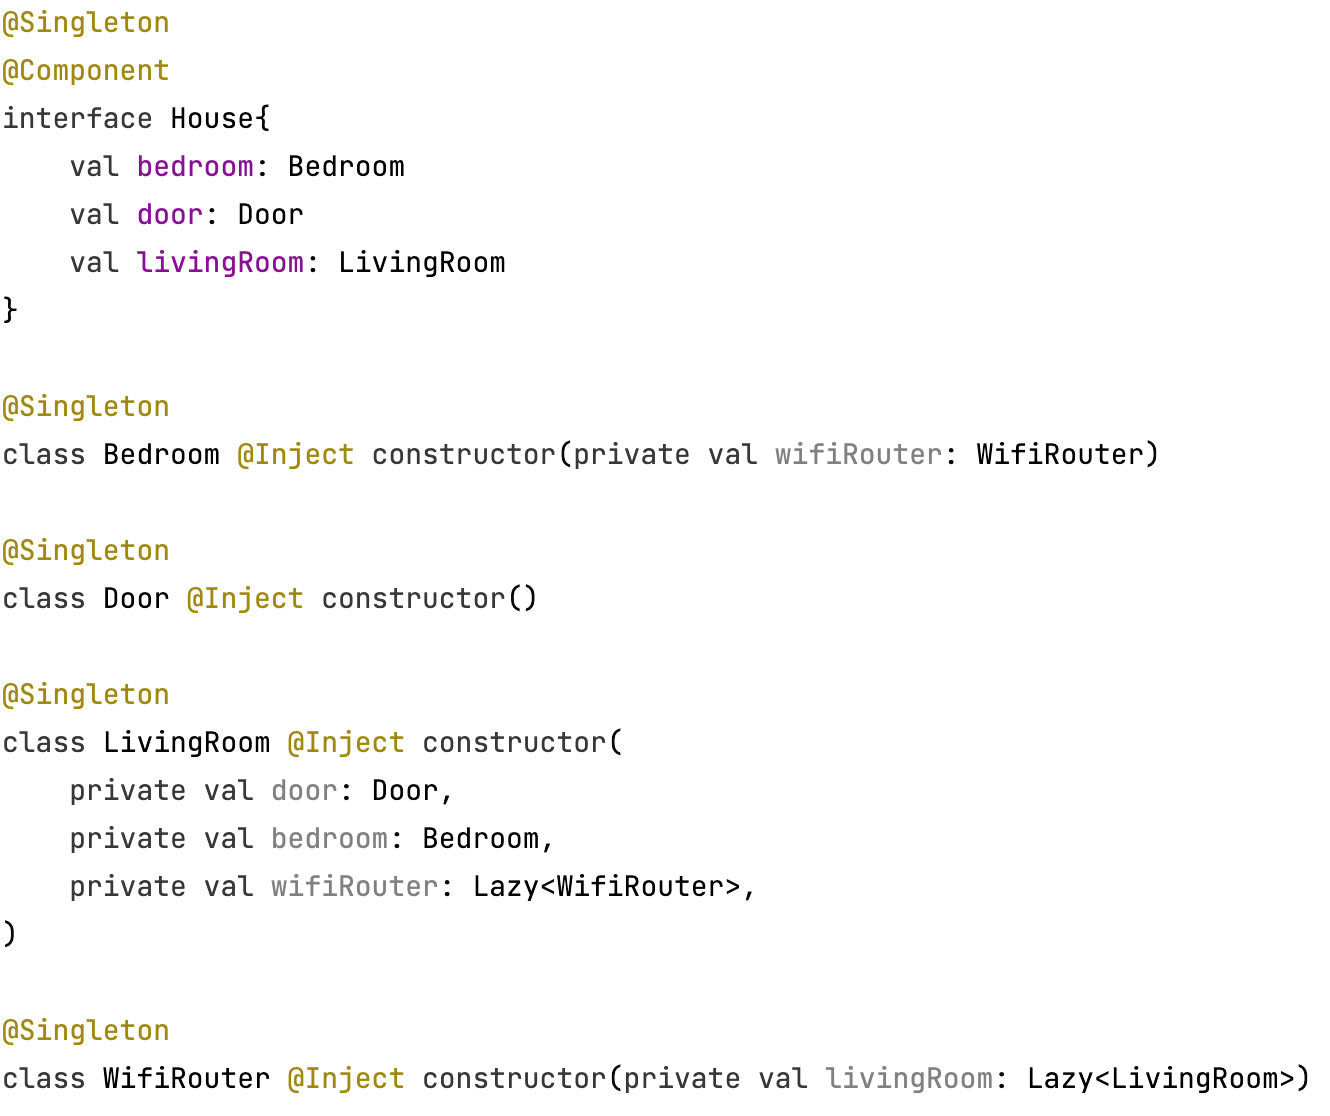 @Singleton
@Component
interface House{
    val bedroom: Bedroom
    val door: Door
    val livingRoom: LivingRoom
}

@Singleton
class Bedroom @Inject constructor(private val wifiRouter: WifiRouter)

@Singleton
class Door @Inject constructor()

@Singleton
class LivingRoom @Inject constructor(
    private val door: Door,
    private val bedroom: Bedroom,
    private val wifiRouter: Lazy<WifiRouter>,
)

@Singleton
class WifiRouter @Inject constructor(private val livingRoom: Lazy<LivingRoom>)